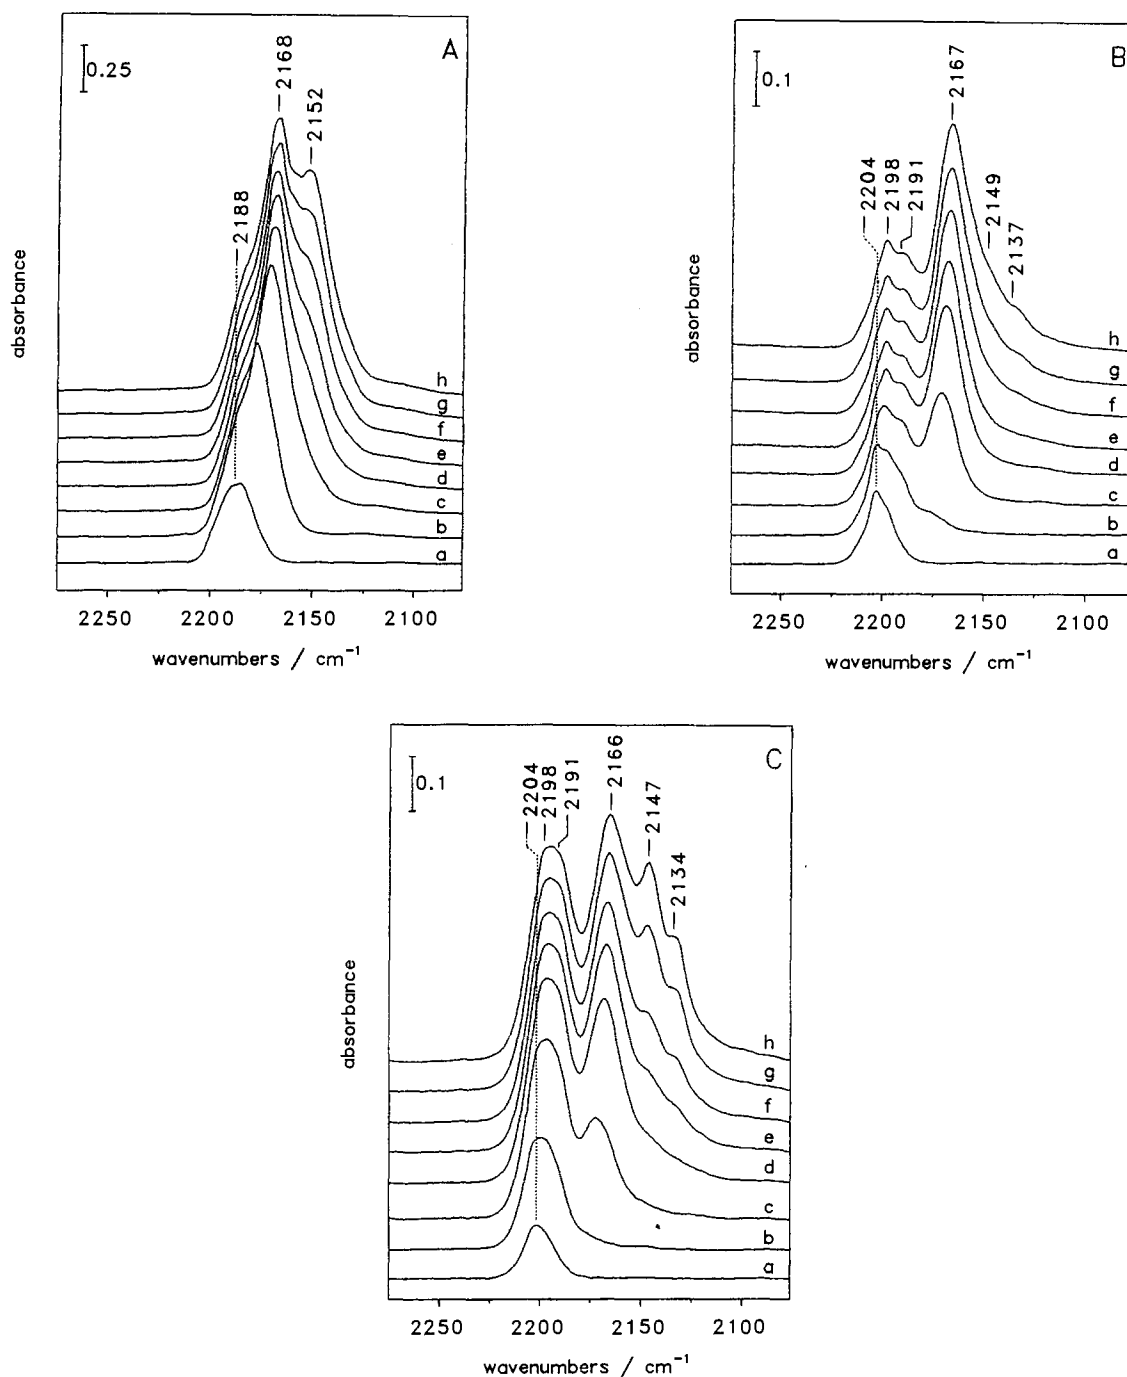 A
0.25
2168
2152
2188
h
g
f
e
d
c
b
a
absorbance
2250 2200 2150 2100
wavenumbers / cm⁻¹
B
0.1
2167
2204
2198
2191
2149
2137
h
g
f
e
d
c
b
a
absorbance
2250 2200 2150 2100
wavenumbers / cm⁻¹
C
0.1
2204
2198
2191
2166
2147
2134
h
g
f
e
d
c
b
a
absorbance
2250 2200 2150 2100
wavenumbers / cm⁻¹